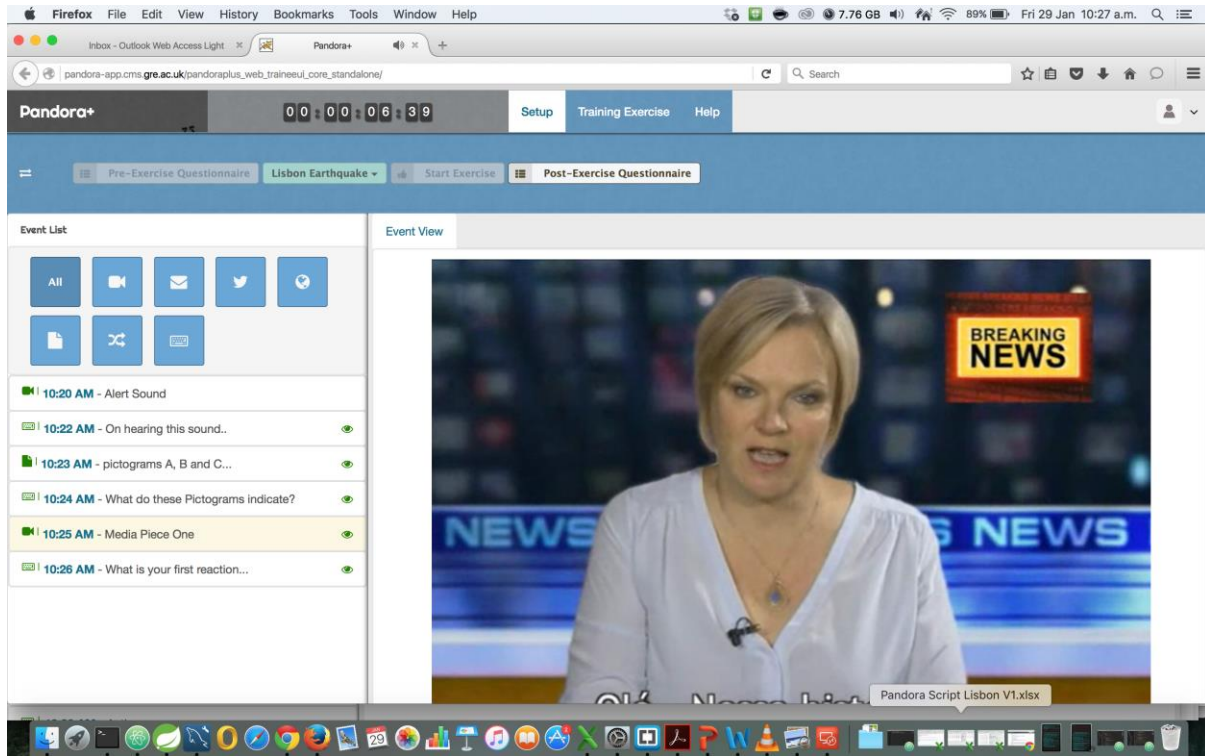 Firefox File Edit View History Bookmarks Tools Window Help 7.76 GB 89% Fri 29 Jan 10:27 a.m.
Inbox - Outlook Web Access Light Pandora+
pandora-app.cms.gre.ac.uk/pandoraplus_web_traineeui_core_standalone/ Search
Pandora+ 00:00:06:39 Setup Training Exercise Help
Pre-Exercise Questionnaire Lisbon Earthquake Start Exercise Post-Exercise Questionnaire
Event List Event View
All
BREAKING
NEWS
10:20 AM - Alert Sound
10:22 AM - On hearing this sound..
10:23 AM - pictograms A, B and C...
10:24 AM - What do these Pictograms indicate?
10:25 AM - Media Piece One
10:26 AM - What is your first reaction...
NEWS NEWS
Pandora Script Lisbon V1.xlsx